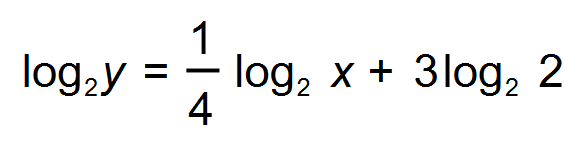 log₂y = 1/4 log₂ x + 3log₂ 2